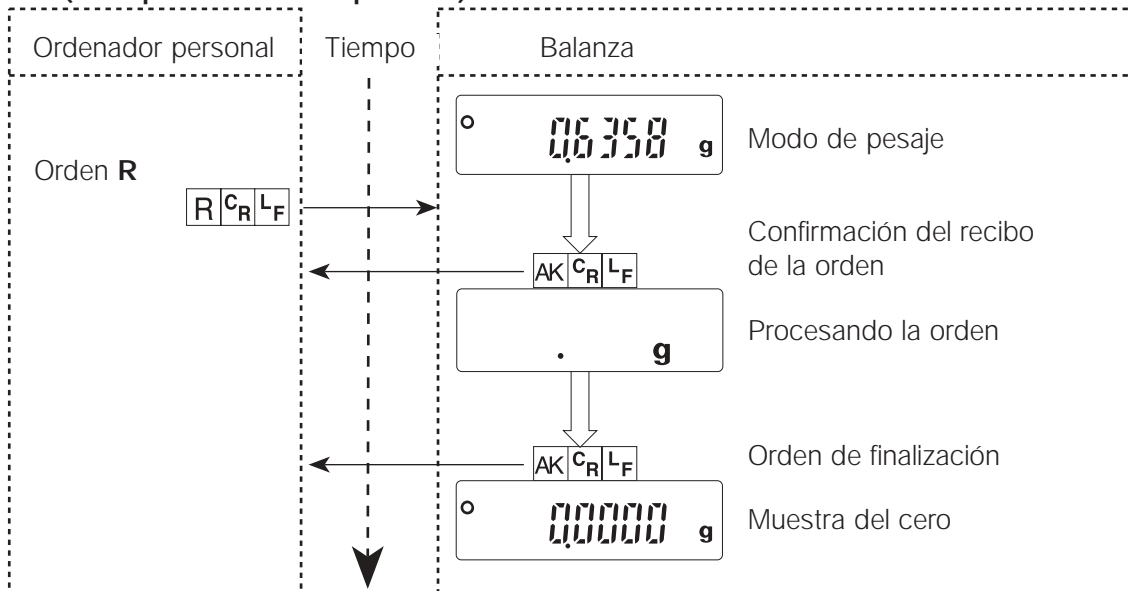 Ordenador personal Tiempo Balanza
0.6358 g Modo de pesaje
Orden R
R CR LF
Confirmación del recibo
de la orden
AK CR LF
Procesando la orden
. g
Orden de finalización
AK CR LF
0.0000 g Muestra del cero